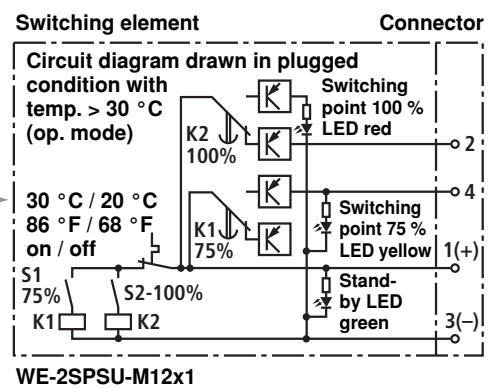 Switching element
Connector
Circuit diagram drawn in plugged
condition with
temp. > 30 °C
(op. mode)
Switching
point 100 %
LED red
K2
100%
2
4
30 °C / 20 °C
86 °F / 68 °F
on / off
K1
75%
Switching
point 75 %
LED yellow
1(+)
S1
75%
S2-100%
Stand-
by LED
green
K1
K2
3(–)
WE-2SPSU-M12x1